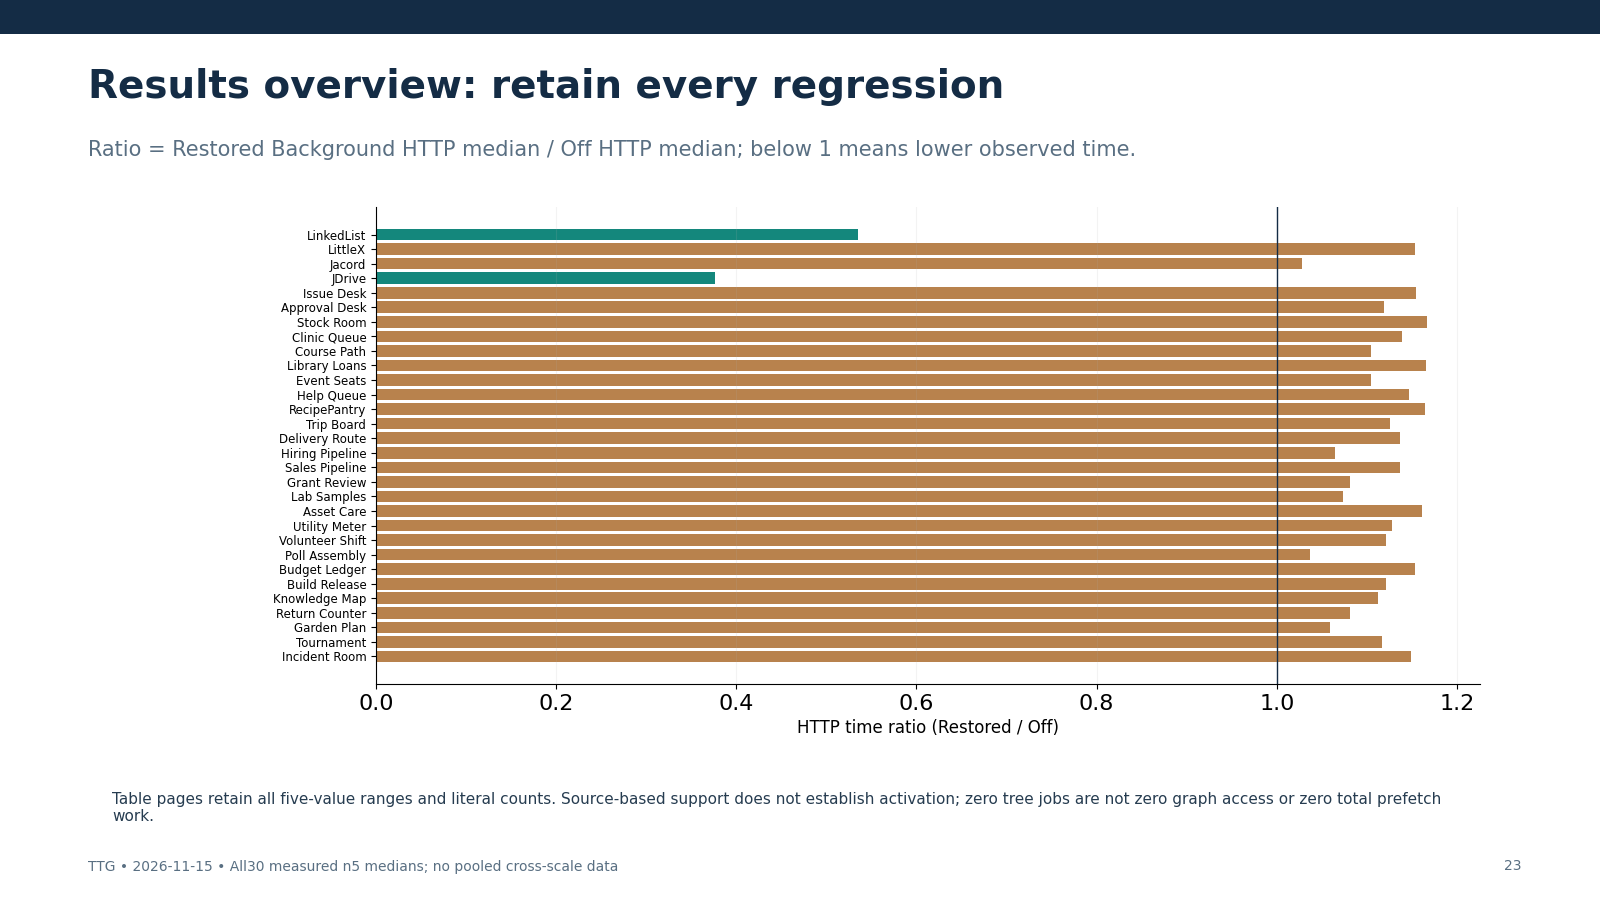 Results overview: retain every regression
Ratio = Restored Background HTTP median / Off HTTP median; below 1 means lower observed time.
LinkedList
LittleX
Jacord
JDrive
Issue Desk
Approval Desk
Stock Room
Clinic Queue
Course Path
Library Loans
Event Seats
Help Queue
RecipePantry
Trip Board
Delivery Route
Hiring Pipeline
Sales Pipeline
Grant Review
Lab Samples
Asset Care
Utility Meter
Volunteer Shift
Poll Assembly
Budget Ledger
Build Release
Knowledge Map
Return Counter
Garden Plan
Tournament
Incident Room
0.0 0.2 0.4 0.6 0.8 1.0 1.2
HTTP time ratio (Restored / Off)
Table pages retain all five-value ranges and literal counts. Source-based support does not establish activation; zero tree jobs are not zero graph access or zero total prefetch
work.
TTG • 2026-11-15 • All30 measured n5 medians; no pooled cross-scale data
23